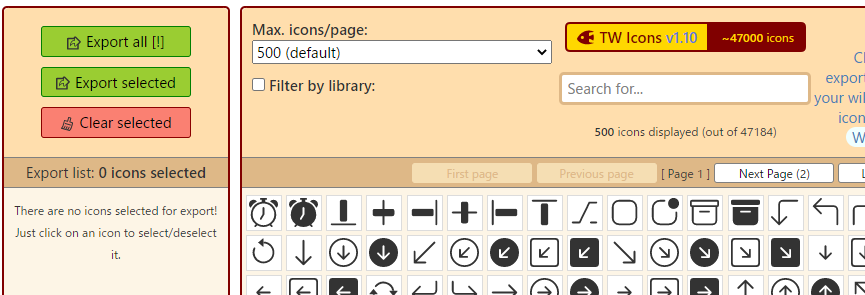 Export all [!]
Export selected
Clear selected
Export list: 0 icons selected
There are no icons selected for export!
Just click on an icon to select/deselect
it.
Max. icons/page:
500 (default)
Filter by library:
TW Icons v1.10
~47000 icons
Search for...
500 icons displayed (out of 47184)
export
your wil
icon
W
First page
Previous page
[ Page 1 ]
Next Page (2)
L